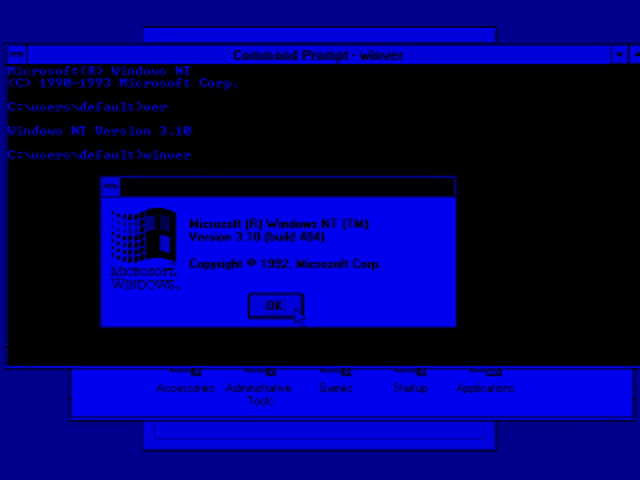 Command Prompt - winver
Microsoft(R) Windows NT
(C) 1990-1993 Microsoft Corp.
C:\users\default>ver
Windows NT Version 3.10
C:\users\default>winver
Microsoft (R) Windows NT (TM)
Version 3.10 (build 404)
Copyright © 1992, Microsoft Corp.
MICROSOFT.
WINDOWS.
OK
Accessories Administrative Tools Games Startup Applications